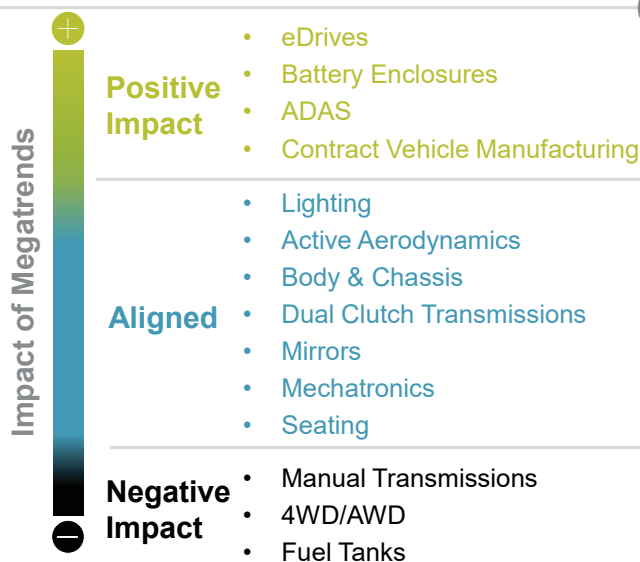 Impact of Megatrends
Positive
Impact
• eDrives
• Battery Enclosures
• ADAS
• Contract Vehicle Manufacturing
Aligned
• Lighting
• Active Aerodynamics
• Body & Chassis
• Dual Clutch Transmissions
• Mirrors
• Mechatronics
• Seating
Negative
Impact
• Manual Transmissions
• 4WD/AWD
• Fuel Tanks